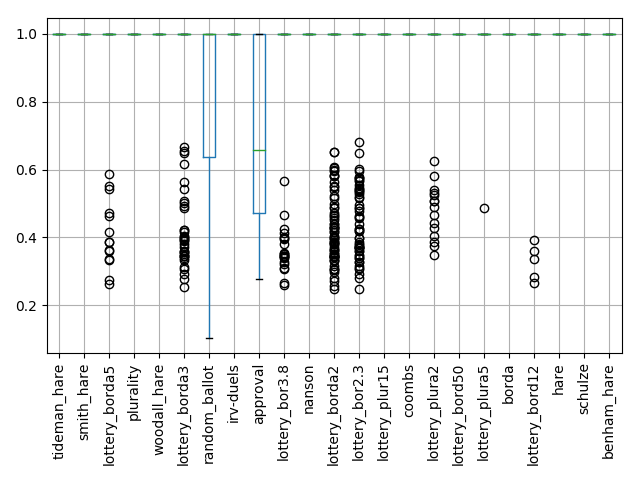 1.0
0.8
0.6
0.4
0.2
tideman_hare
smith_hare
lottery_borda5
plurality
woodall_hare
lottery_borda3
random_ballot
irv-duels
approval
lottery_bor3.8
nanson
lottery_borda2
lottery_bor2.3
lottery_plur15
coombs
lottery_plura2
lottery_bord50
lottery_plura5
borda
lottery_bord12
hare
schulze
benham_hare